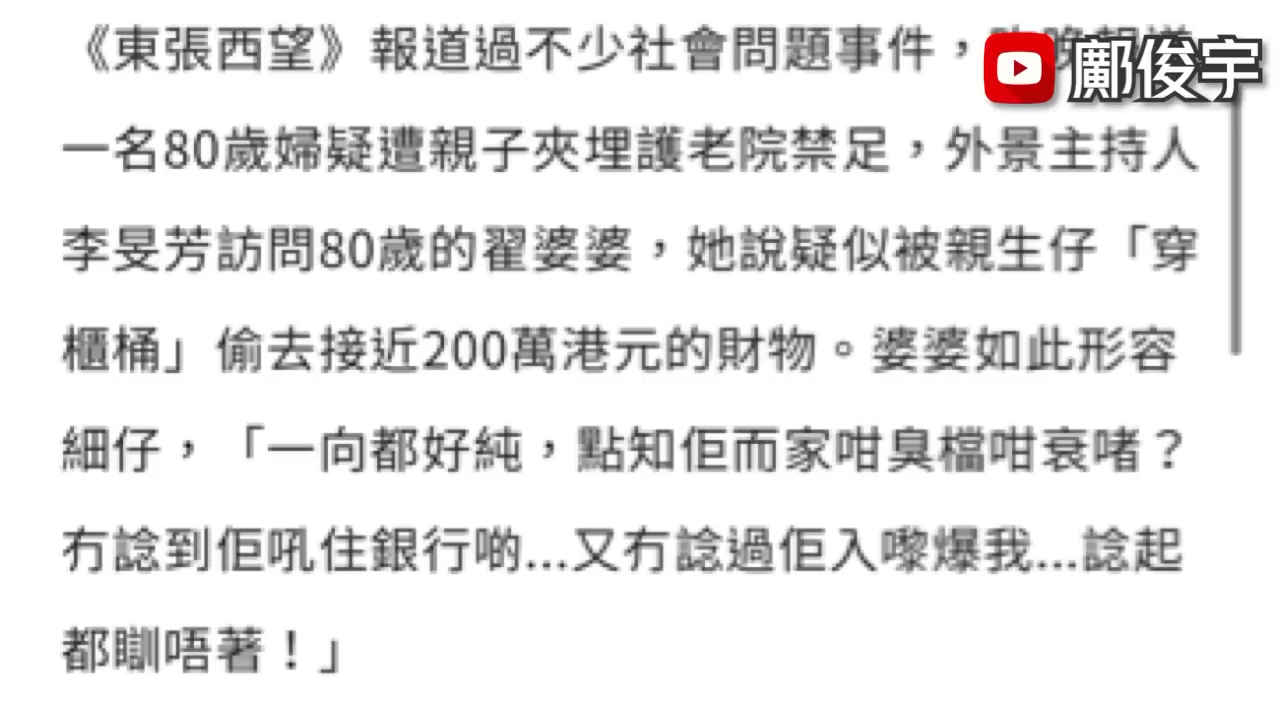 《東張西望》報道過不少社會問題事件，
鄺俊宇
一名80歲婦疑遭親子夾埋護老院禁足，外景主持人
李旻芳訪問80歲的翟婆婆，她說疑似被親生仔「穿
櫃桶」偷去接近200萬港元的財物。婆婆如此形容
細仔，「一向都好純，點知佢而家咁臭檔咁衰啫？
冇諗到佢吼住銀行啲...又冇諗過佢入嚟爆我...諗起
都瞓唔著！」